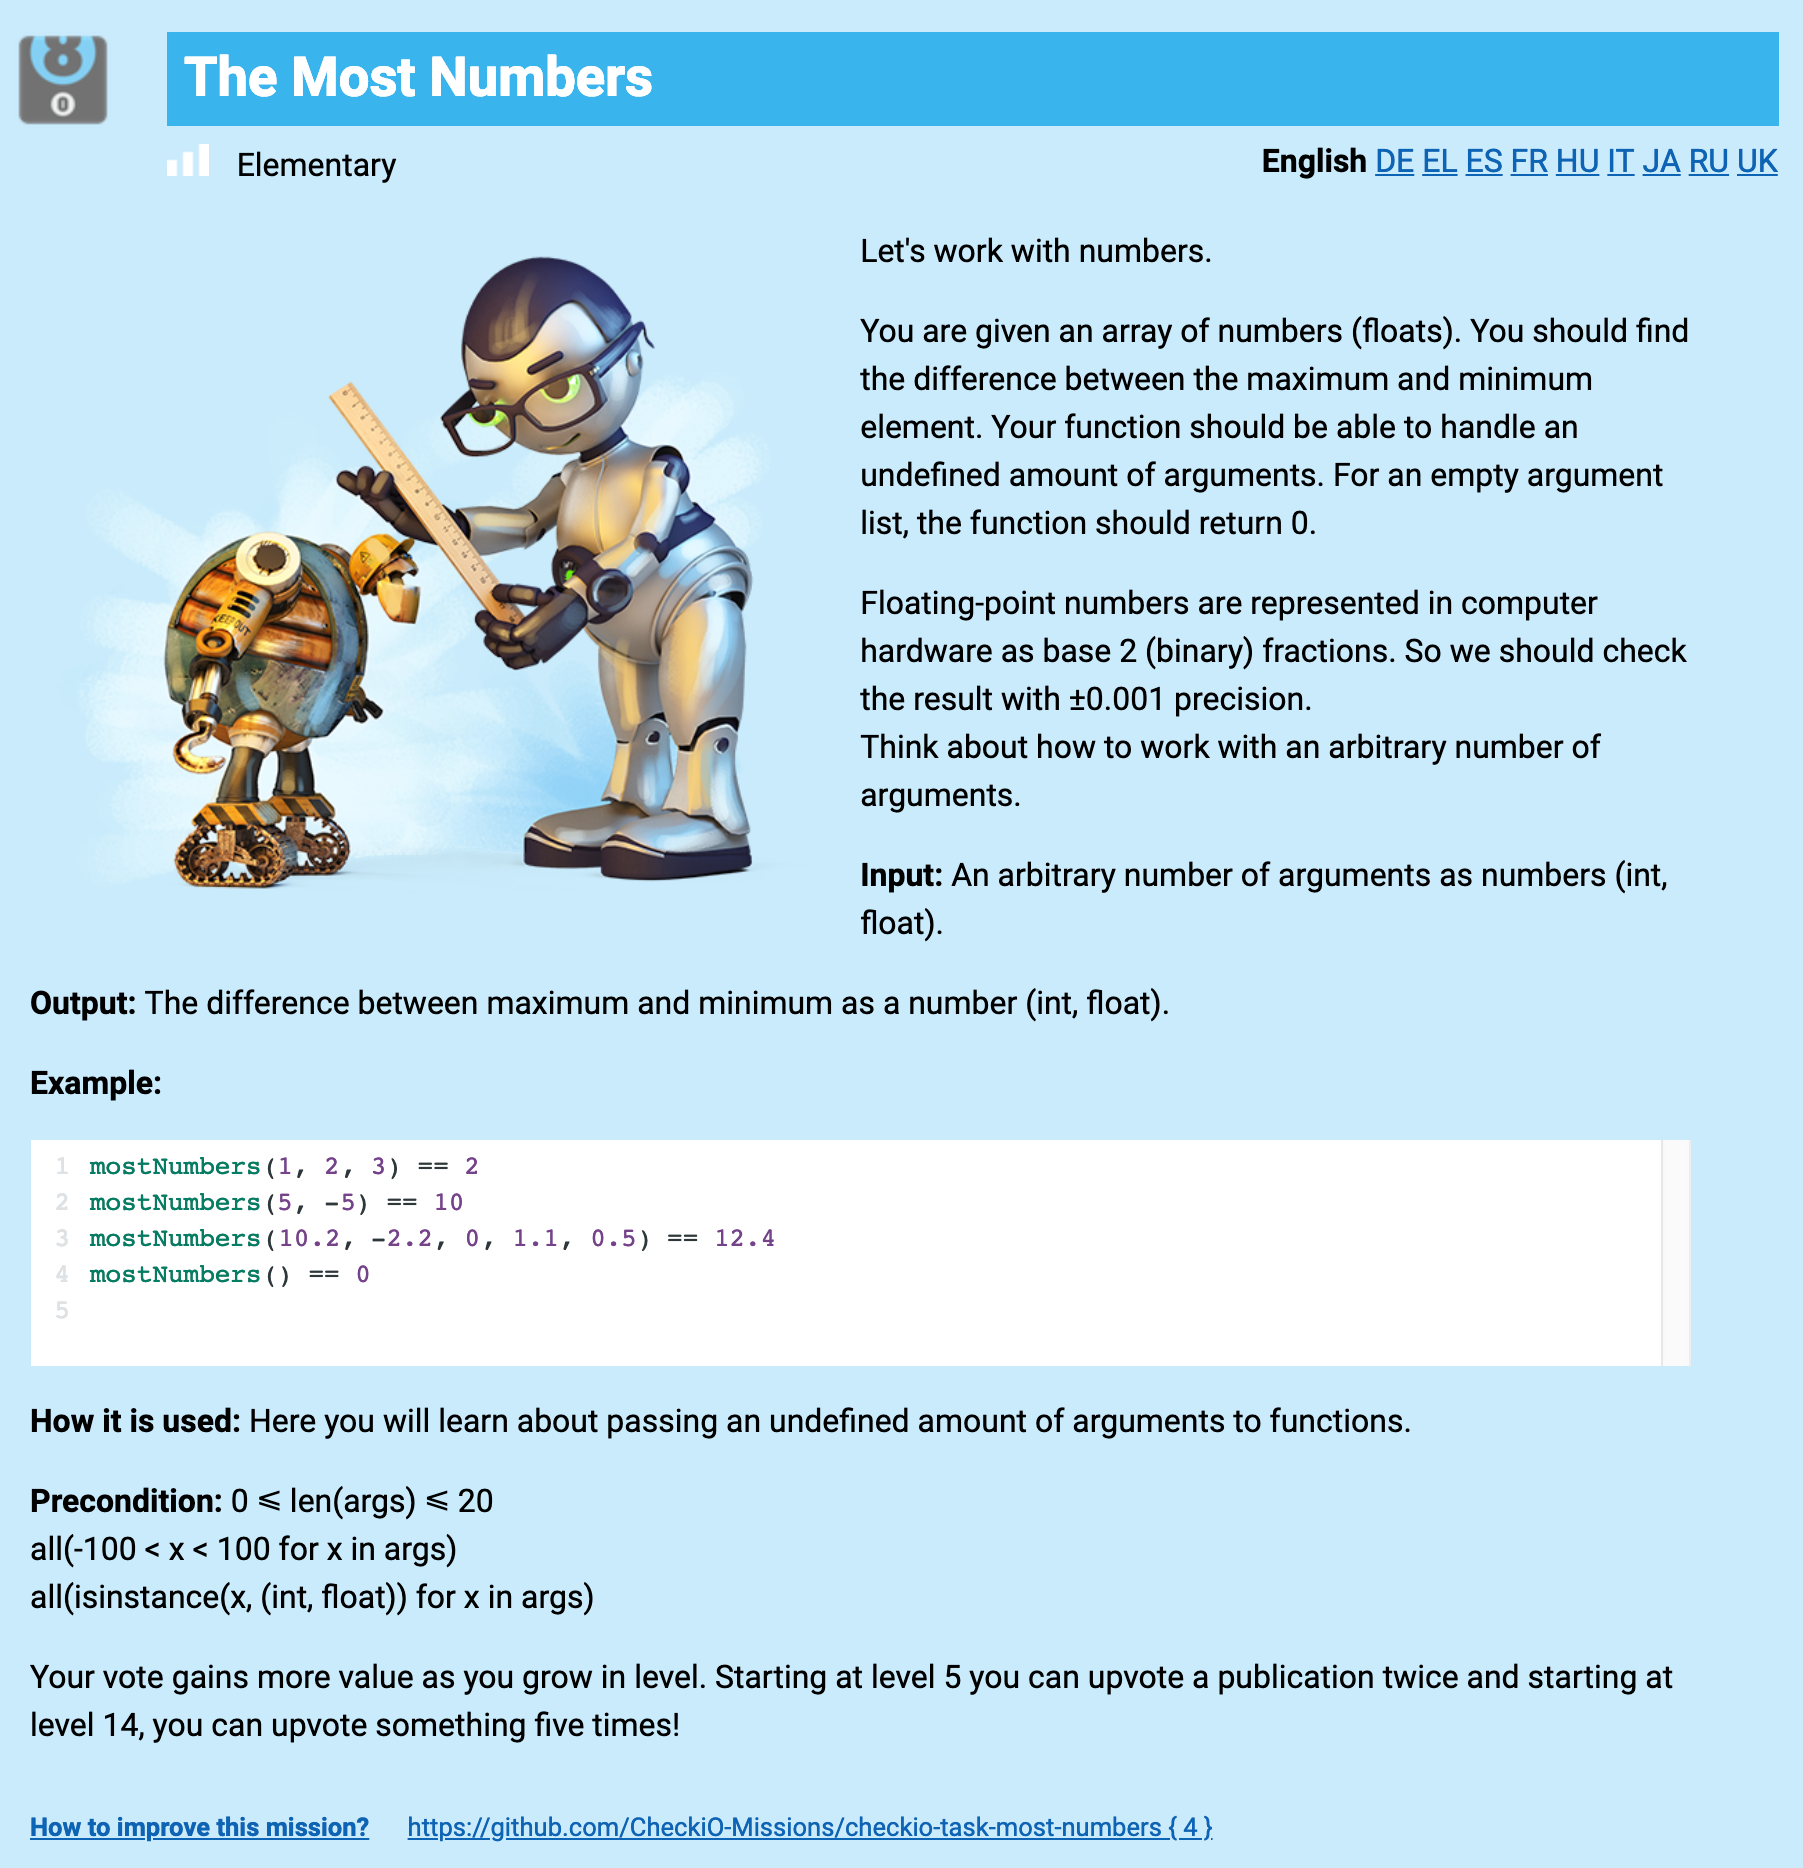 8
0
The Most Numbers
Elementary
English DE EL ES FR HU IT JA RU UK
Let's work with numbers.
You are given an array of numbers (floats). You should find
the difference between the maximum and minimum
element. Your function should be able to handle an
undefined amount of arguments. For an empty argument
list, the function should return 0.
KEEP OUT
Floating-point numbers are represented in computer
hardware as base 2 (binary) fractions. So we should check
the result with ±0.001 precision.
Think about how to work with an arbitrary number of
arguments.
Input: An arbitrary number of arguments as numbers (int,
float).
Output: The difference between maximum and minimum as a number (int, float).
Example:
1 mostNumbers(1, 2, 3) == 2
2 mostNumbers(5, -5) == 10
3 mostNumbers(10.2, -2.2, 0, 1.1, 0.5) == 12.4
4 mostNumbers() == 0
5
How it is used: Here you will learn about passing an undefined amount of arguments to functions.
Precondition: 0 ⩽ len(args) ⩽ 20
all(-100 < x < 100 for x in args)
all(isinstance(x, (int, float)) for x in args)
Your vote gains more value as you grow in level. Starting at level 5 you can upvote a publication twice and starting at
level 14, you can upvote something five times!
How to improve this mission? https://github.com/CheckiO-Missions/checkio-task-most-numbers { 4 }